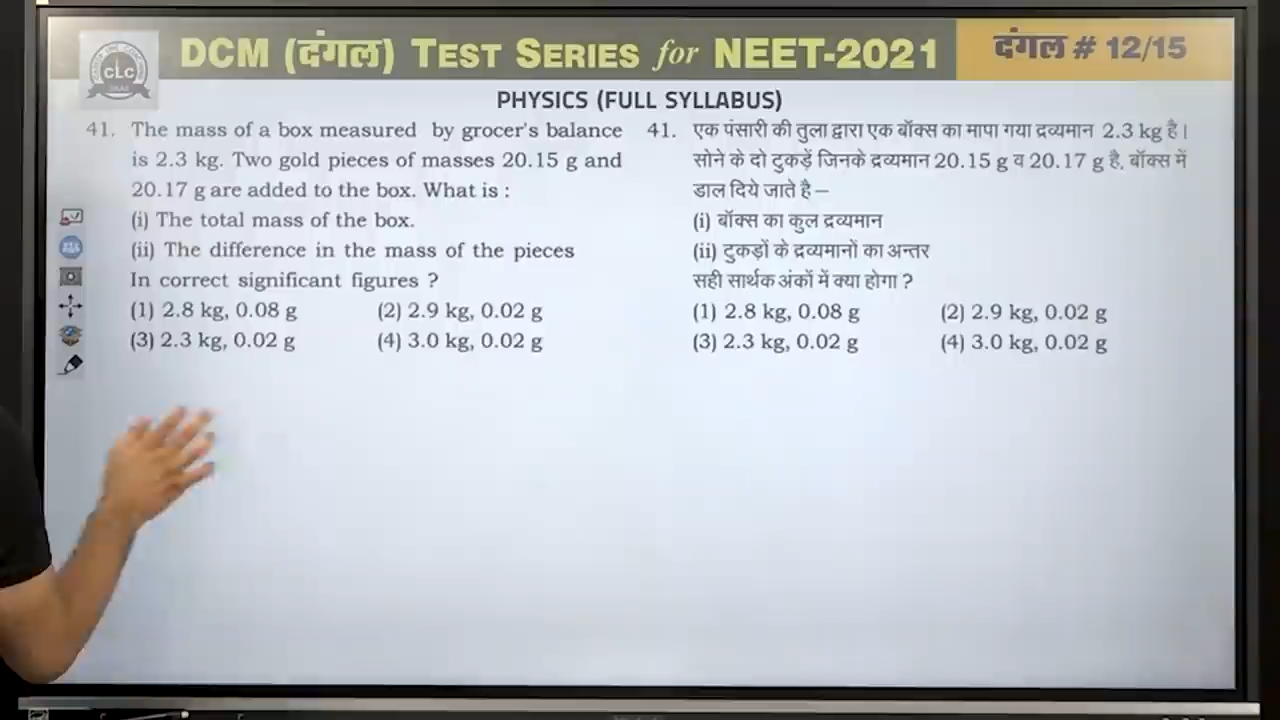 DCM (दंगल) TEST SERIES for NEET-2021
दंगल # 12/15
CLC
PHYSICS (FULL SYLLABUS)
41. The mass of a box measured by grocer's balance
is 2.3 kg. Two gold pieces of masses 20.15 g and
20.17 g are added to the box. What is :
(i) The total mass of the box.
(ii) The difference in the mass of the pieces
In correct significant figures ?
(1) 2.8 kg, 0.08 g (2) 2.9 kg, 0.02 g
(3) 2.3 kg, 0.02 g (4) 3.0 kg, 0.02 g
41. एक पंसारी की तुला द्वारा एक बॉक्स का मापा गया द्रव्यमान 2.3 kg है।
सोने के दो टुकड़ें जिनके द्रव्यमान 20.15 g व 20.17 g है, बॉक्स में
डाल दिये जाते है –
(i) बॉक्स का कुल द्रव्यमान
(ii) टुकड़ों के द्रव्यमानों का अन्तर
सही सार्थक अंकों में क्या होगा ?
(1) 2.8 kg, 0.08 g (2) 2.9 kg, 0.02 g
(3) 2.3 kg, 0.02 g (4) 3.0 kg, 0.02 g